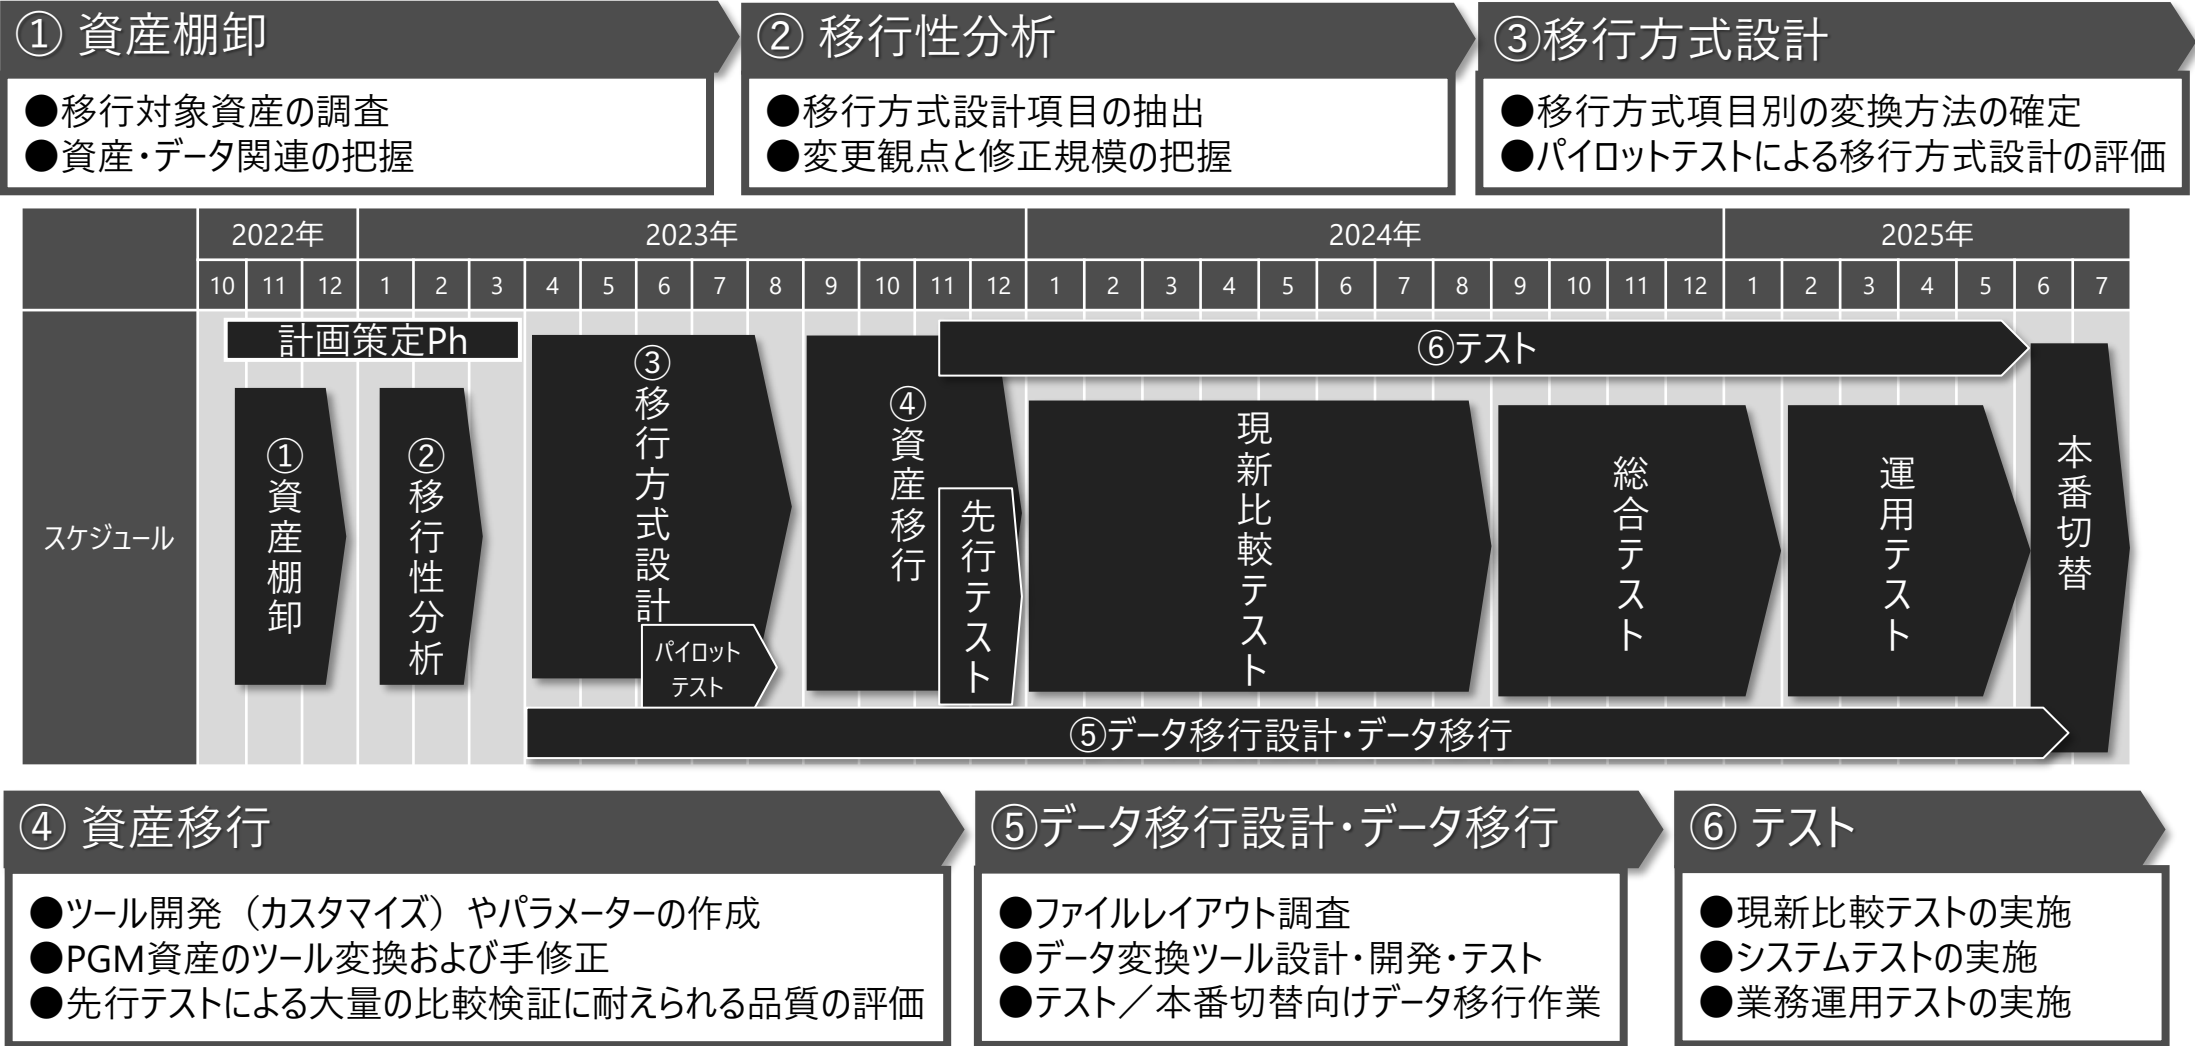 ① 資産棚卸
●移行対象資産の調査
●資産・データ関連の把握
② 移行性分析
●移行方式設計項目の抽出
●変更観点と修正規模の把握
③移行方式設計
●移行方式項目別の変換方法の確定
●パイロットテストによる移行方式設計の評価
2022年 2023年 2024年 2025年
10 11 12 1 2 3 4 5 6 7 8 9 10 11 12 1 2 3 4 5 6 7 8 9 10 11 12 1 2 3 4 5 6 7
スケジュール
計画策定Ph
①資産棚卸
②移行性分析
③移行方式設計
パイロット
テスト
④資産移行
先行テスト
⑥テスト
現新比較テスト
総合テスト
運用テスト
本番切替
⑤データ移行設計・データ移行
④ 資産移行
●ツール開発（カスタマイズ）やパラメーターの作成
●PGM資産のツール変換および手修正
●先行テストによる大量の比較検証に耐えられる品質の評価
⑤データ移行設計・データ移行
●ファイルレイアウト調査
●データ変換ツール設計・開発・テスト
●テスト／本番切替向けデータ移行作業
⑥ テスト
●現新比較テストの実施
●システムテストの実施
●業務運用テストの実施